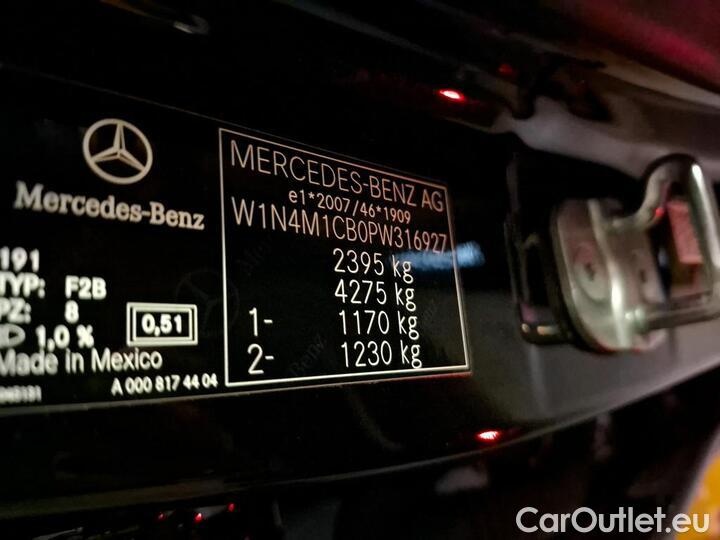 Mercedes-Benz
191
TYP: F2B
PZ: 8
1,0 %
0,51
Made in Mexico
A 000 817 44 04
MERCEDES-BENZ AG
e1*2007/46*1909
W1N4M1CB0PW316927
2395 kg
4275 kg
1- 1170 kg
2- 1230 kg
CarOutlet.eu